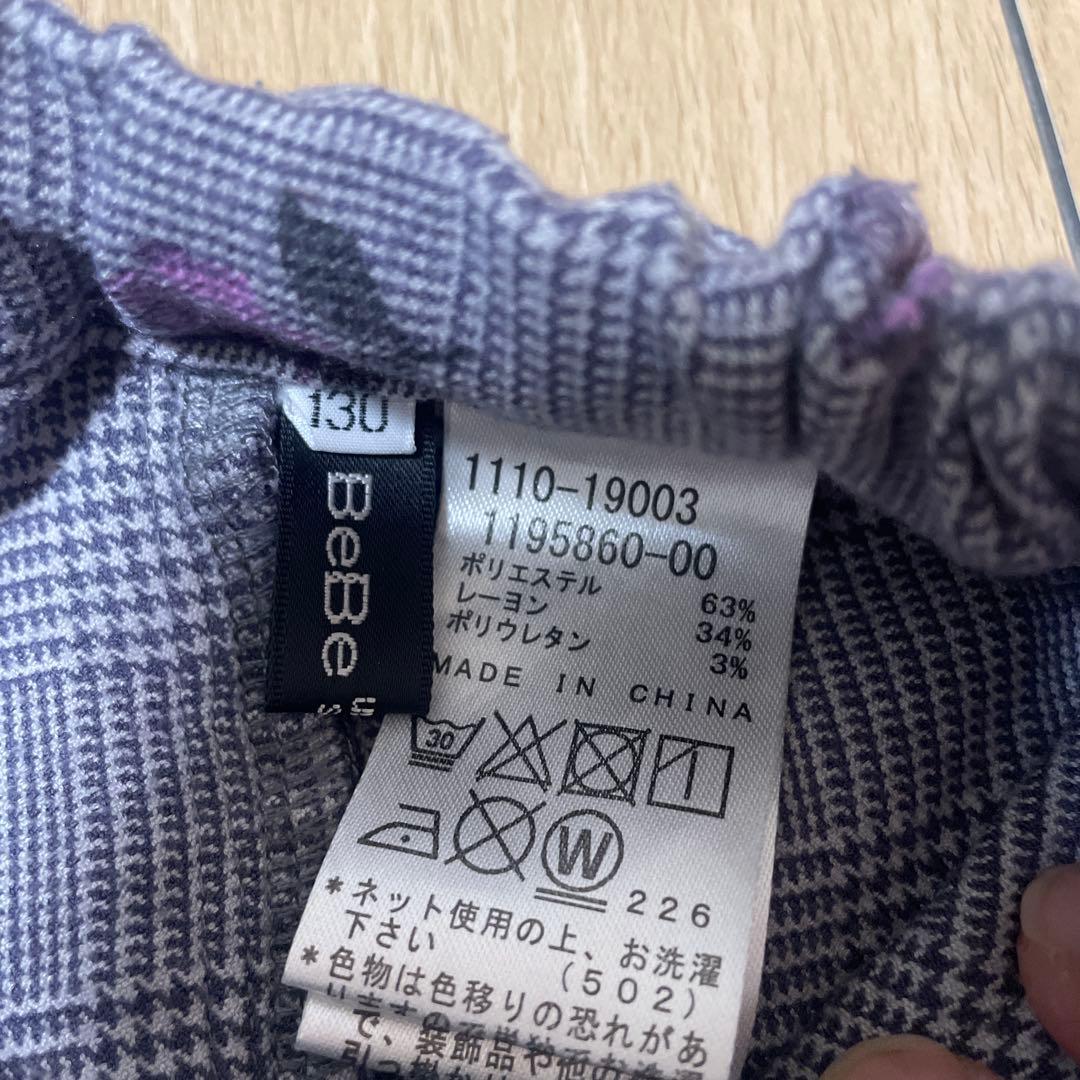 130
BeBe
1110-19003
1195860-00
ポリエステル 63%
レーヨン 34%
ポリウレタン 3%
MADE IN CHINA
30
W
226
*ネット使用の上、お洗濯
下さい (502)
*色物は色移りの恐れがあ